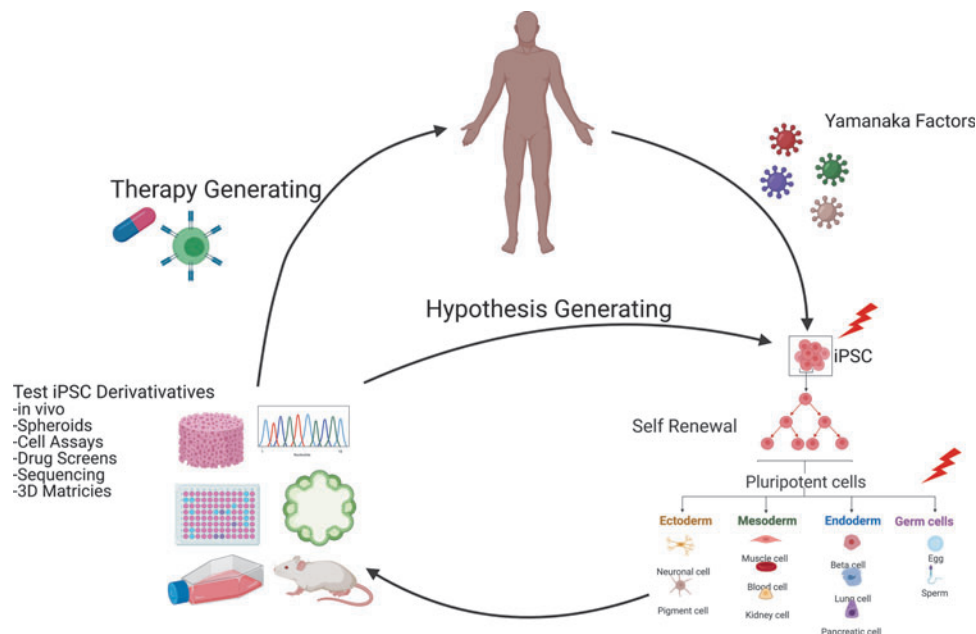 Yamanaka Factors
Therapy Generating
Hypothesis Generating
iPSC
Test iPSC Derivativatives
-in vivo
-Spheroids
-Cell Assays
-Drug Screens
-Sequencing
-3D Matricies
Self Renewal
Pluripotent cells
Ectoderm
Neuronal cell
Pigment cell
Mesoderm
Muscle cell
Blood cell
Kidney cell
Endoderm
Beta cell
Lung cell
Pancreatic cell
Germ cells
Egg
Sperm